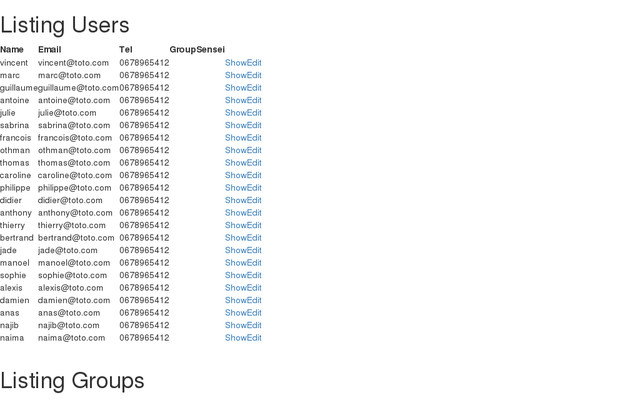 Listing Users
Name Email Tel GroupSensei
vincent vincent@toto.com 0678965412 ShowEdit
marc marc@toto.com 0678965412 ShowEdit
guillaumeguillaume@toto.com0678965412 ShowEdit
antoine antoine@toto.com 0678965412 ShowEdit
julie julie@toto.com 0678965412 ShowEdit
sabrina sabrina@toto.com 0678965412 ShowEdit
francois francois@toto.com 0678965412 ShowEdit
othman othman@toto.com 0678965412 ShowEdit
thomas thomas@toto.com 0678965412 ShowEdit
caroline caroline@toto.com 0678965412 ShowEdit
philippe philippe@toto.com 0678965412 ShowEdit
didier didier@toto.com 0678965412 ShowEdit
anthony anthony@toto.com 0678965412 ShowEdit
thierry thierry@toto.com 0678965412 ShowEdit
bertrand bertrand@toto.com 0678965412 ShowEdit
jade jade@toto.com 0678965412 ShowEdit
manoel manoel@toto.com 0678965412 ShowEdit
sophie sophie@toto.com 0678965412 ShowEdit
alexis alexis@toto.com 0678965412 ShowEdit
damien damien@toto.com 0678965412 ShowEdit
anas anas@toto.com 0678965412 ShowEdit
najib najib@toto.com 0678965412 ShowEdit
naima naima@toto.com 0678965412 ShowEdit
Listing Groups